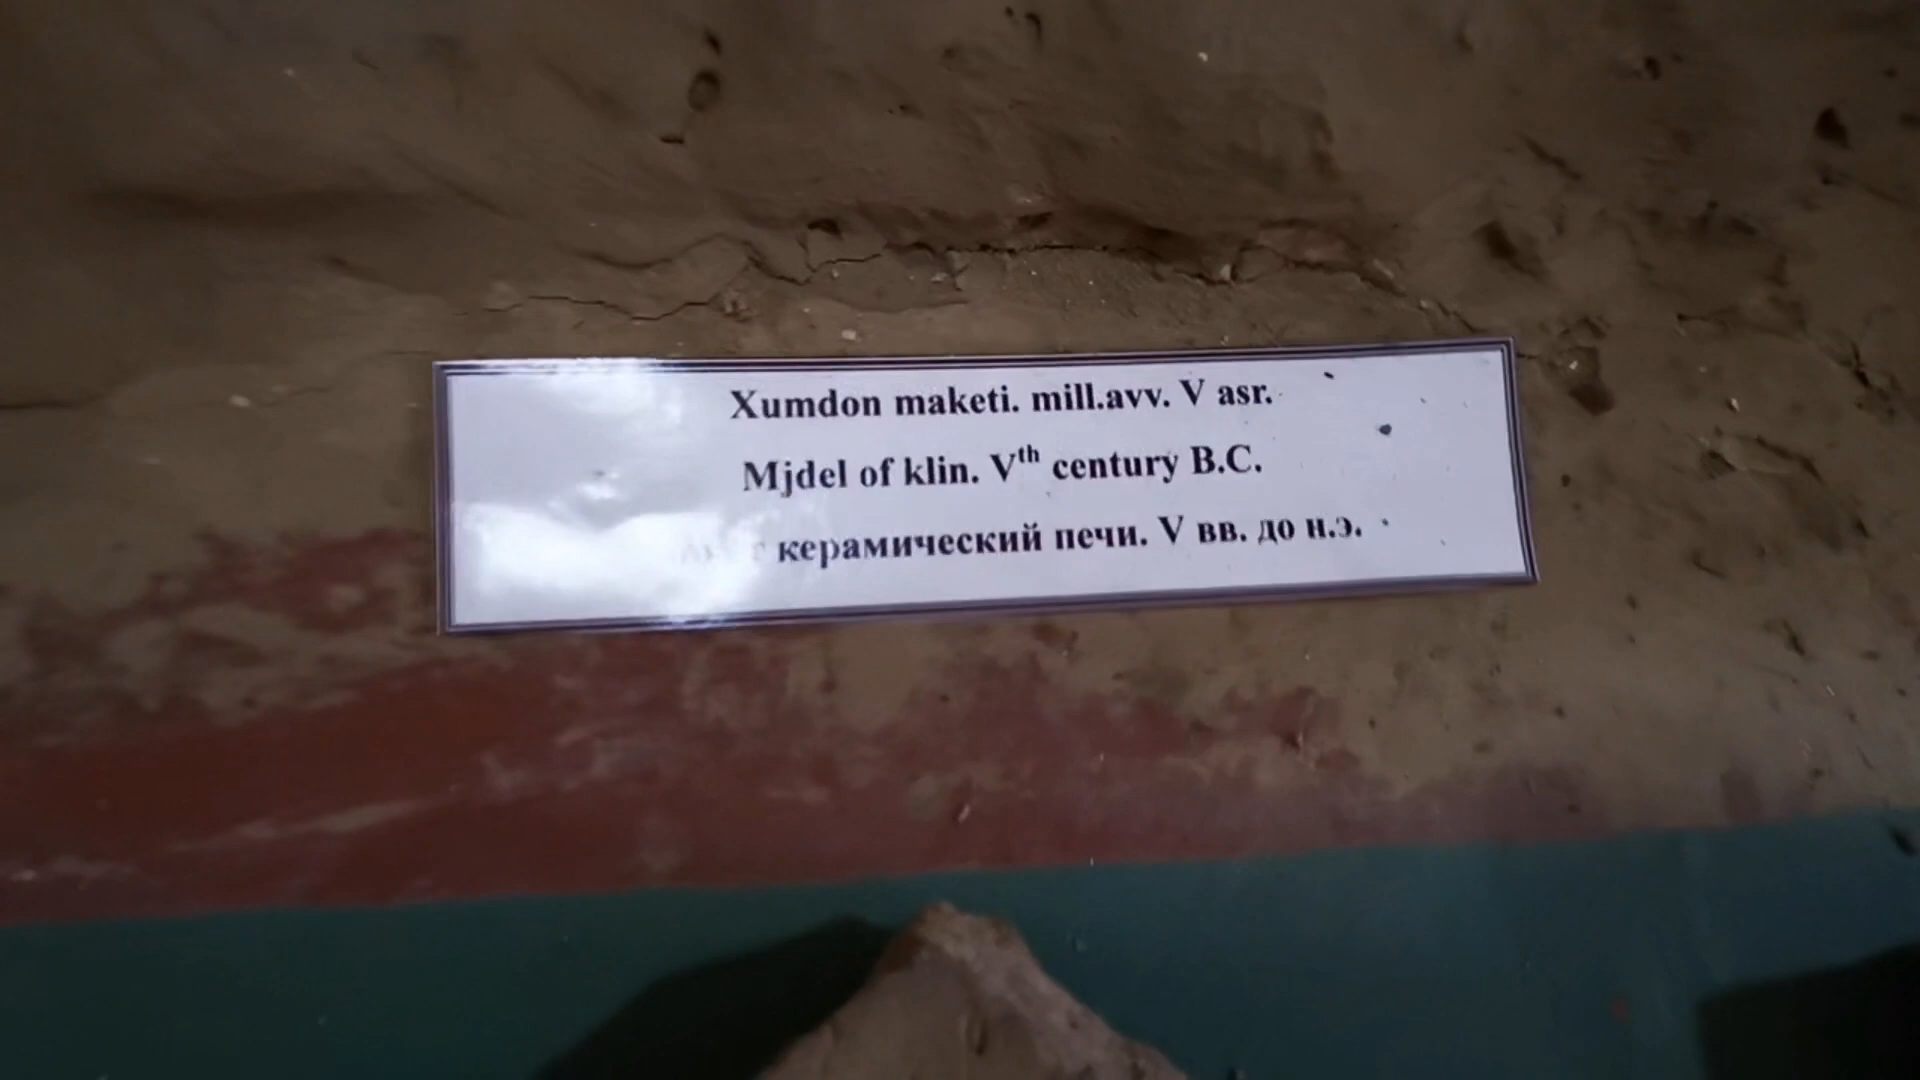 Xumdon maketi. mill.avv. V asr.
Mjdel of klin. Vth century B.C.
керамический печи. V вв. до н.э.